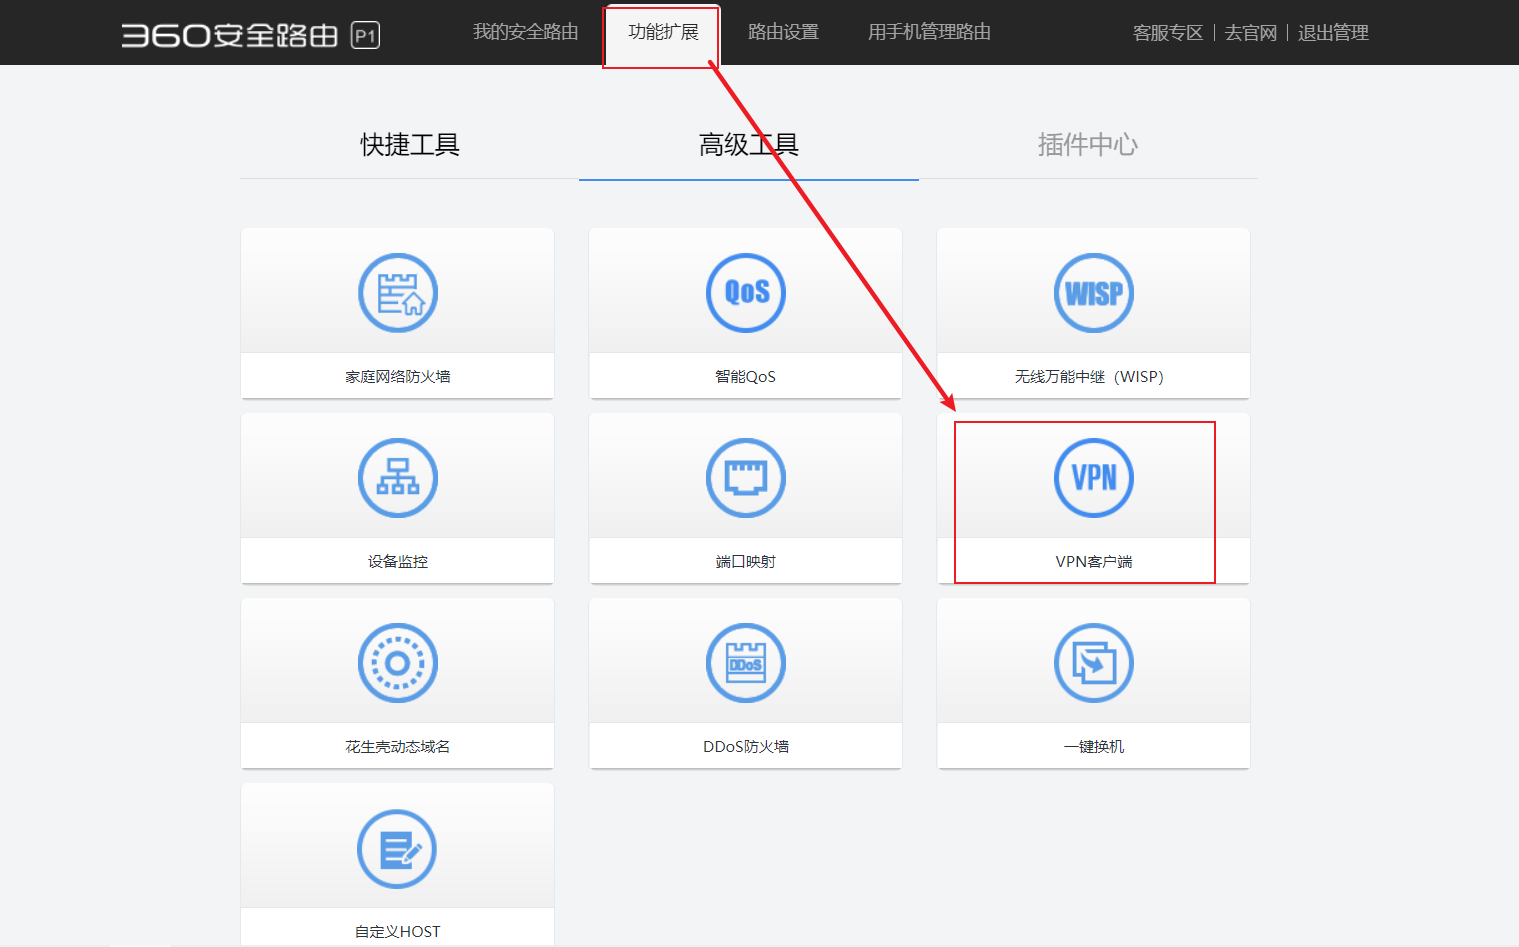 360安全路由 P1
我的安全路由
功能扩展
路由设置
用手机管理路由
客服专区
去官网
退出管理
快捷工具
高级工具
插件中心
QoS
WISP
家庭网络防火墙
智能QoS
无线万能中继（WISP）
VPN
设备监控
端口映射
VPN客户端
DDoS
花生壳动态域名
DDoS防火墙
一键换机
自定义HOST